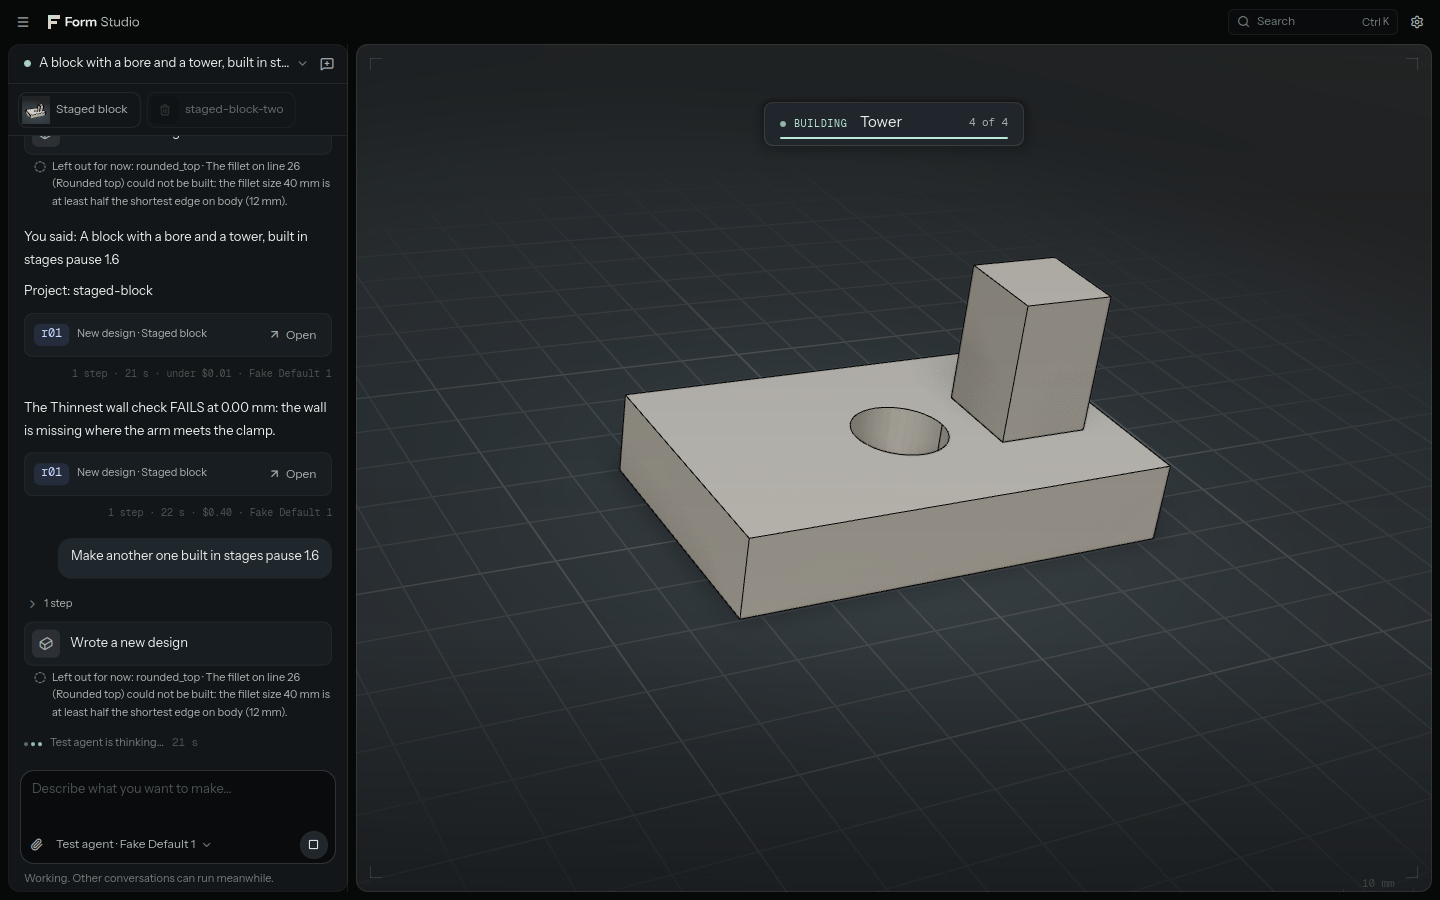 Form Studio
Search
Ctrl K
A block with a bore and a tower, built in st...
Staged block
staged-block-two
Left out for now: rounded_top · The fillet on line 26
(Rounded top) could not be built: the fillet size 40 mm is
at least half the shortest edge on body (12 mm).
You said: A block with a bore and a tower, built in
stages pause 1.6
Project: staged-block
r01 New design · Staged block Open
1 step · 21 s · under $0.01 · Fake Default 1
The Thinnest wall check FAILS at 0.00 mm: the wall
is missing where the arm meets the clamp.
r01 New design · Staged block Open
1 step · 22 s · $0.40 · Fake Default 1
Make another one built in stages pause 1.6
1 step
Wrote a new design
Left out for now: rounded_top · The fillet on line 26
(Rounded top) could not be built: the fillet size 40 mm is
at least half the shortest edge on body (12 mm).
Test agent is thinking... 21 s
Describe what you want to make...
Test agent · Fake Default 1
Working. Other conversations can run meanwhile.
BUILDING Tower 4 of 4
10 mm